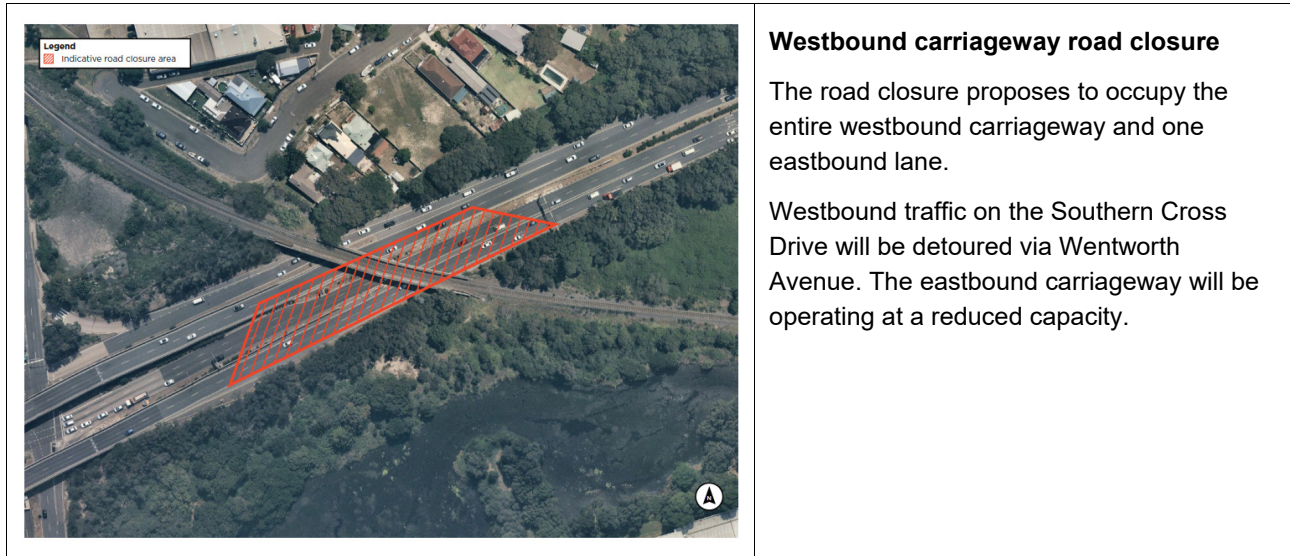 Legend
Indicative road closure area
N
Westbound carriageway road closure
The road closure proposes to occupy the
entire westbound carriageway and one
eastbound lane.
Westbound traffic on the Southern Cross
Drive will be detoured via Wentworth
Avenue. The eastbound carriageway will be
operating at a reduced capacity.